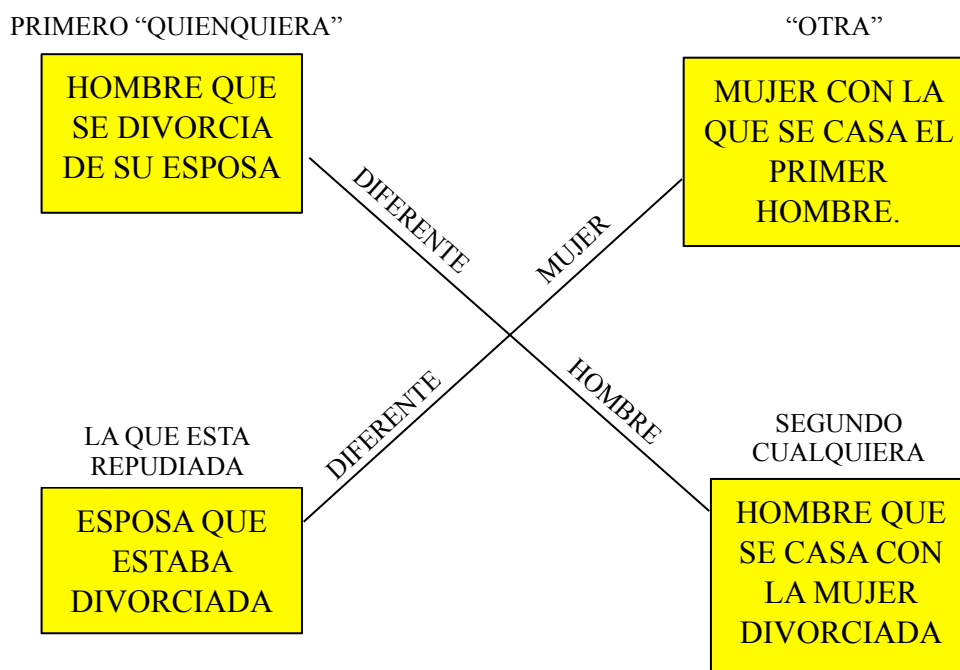 PRIMERO “QUIENQUIERA”
HOMBRE QUE
SE DIVORCIA
DE SU ESPOSA
“OTRA”
MUJER CON LA
QUE SE CASA EL
PRIMER
HOMBRE.
DIFERENTE
MUJER
DIFERENTE
HOMBRE
LA QUE ESTA
REPUDIADA
ESPOSA QUE
ESTABA
DIVORCIADA
SEGUNDO
CUALQUIERA
HOMBRE QUE
SE CASA CON
LA MUJER
DIVORCIADA